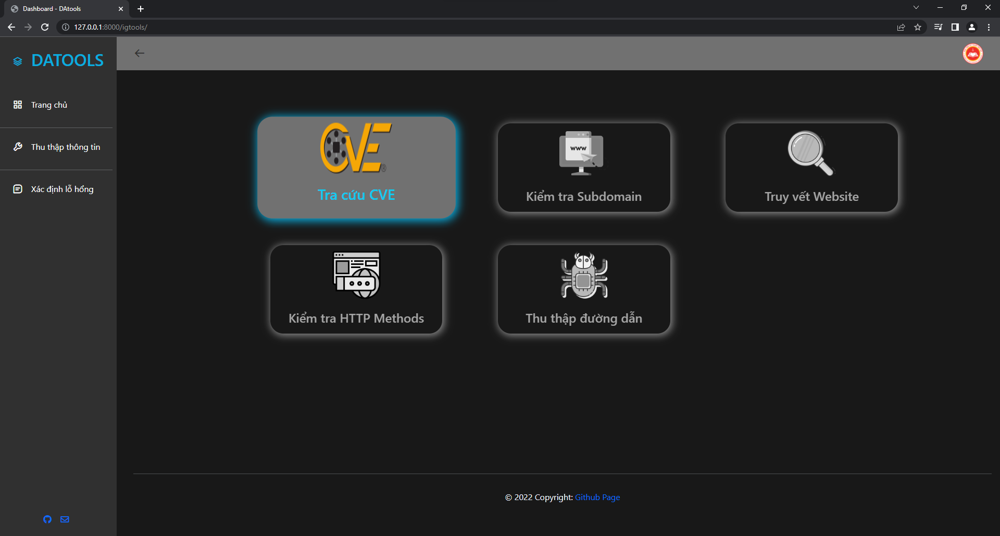 Dashboard - DAtools
127.0.0.1:8000/igtools/
DATOOLS
Trang chủ
Thu thập thông tin
Xác định lỗ hổng
CVE®
Tra cứu CVE
www
Kiểm tra Subdomain
Truy vết Website
Kiểm tra HTTP Methods
Thu thập đường dẫn
© 2022 Copyright: Github Page